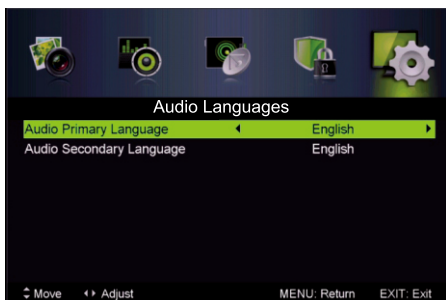 Audio Languages
Audio Primary Language English
Audio Secondary Language English
Move Adjust MENU: Return EXIT: Exit